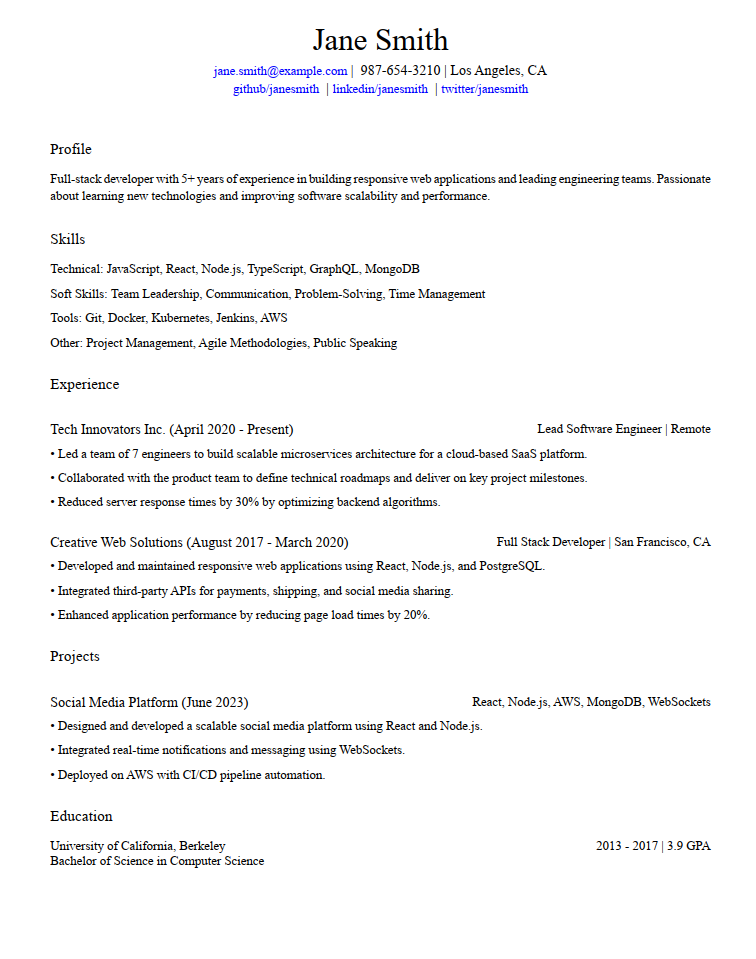 Jane Smith
jane.smith@example.com | 987-654-3210 | Los Angeles, CA
github/janesmith | linkedin/janesmith | twitter/janesmith
Profile
Full-stack developer with 5+ years of experience in building responsive web applications and leading engineering teams. Passionate
about learning new technologies and improving software scalability and performance.
Skills
Technical: JavaScript, React, Node.js, TypeScript, GraphQL, MongoDB
Soft Skills: Team Leadership, Communication, Problem-Solving, Time Management
Tools: Git, Docker, Kubernetes, Jenkins, AWS
Other: Project Management, Agile Methodologies, Public Speaking
Experience
Tech Innovators Inc. (April 2020 - Present) Lead Software Engineer | Remote
• Led a team of 7 engineers to build scalable microservices architecture for a cloud-based SaaS platform.
• Collaborated with the product team to define technical roadmaps and deliver on key project milestones.
• Reduced server response times by 30% by optimizing backend algorithms.
Creative Web Solutions (August 2017 - March 2020) Full Stack Developer | San Francisco, CA
• Developed and maintained responsive web applications using React, Node.js, and PostgreSQL.
• Integrated third-party APIs for payments, shipping, and social media sharing.
• Enhanced application performance by reducing page load times by 20%.
Projects
Social Media Platform (June 2023) React, Node.js, AWS, MongoDB, WebSockets
• Designed and developed a scalable social media platform using React and Node.js.
• Integrated real-time notifications and messaging using WebSockets.
• Deployed on AWS with CI/CD pipeline automation.
Education
University of California, Berkeley 2013 - 2017 | 3.9 GPA
Bachelor of Science in Computer Science